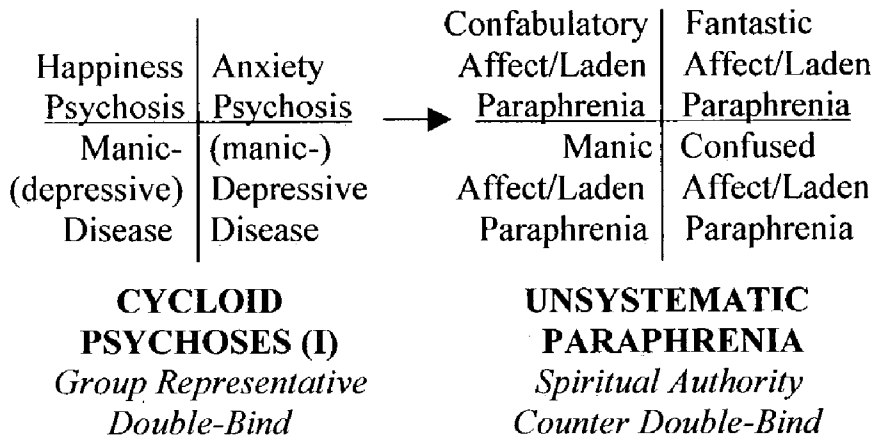 Confabulatory Fantastic
Happiness Anxiety Affect/Laden Affect/Laden
Psychosis Psychosis Paraphrenia Paraphrenia
Manic- (manic-) Manic Confused
(depressive) Depressive Affect/Laden Affect/Laden
Disease Disease Paraphrenia Paraphrenia
CYCLOID UNSYSTEMATIC
PSYCHOSES (I) PARAPHRENIA
Group Representative Spiritual Authority
Double-Bind Counter Double-Bind